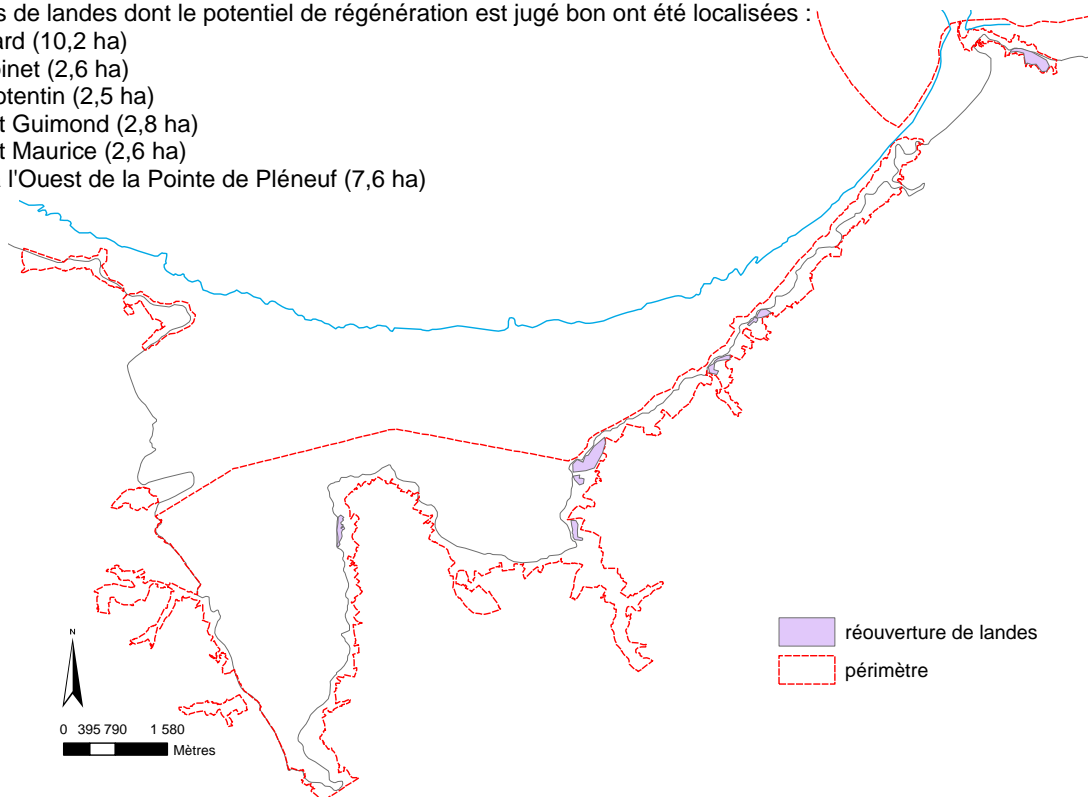 s de landes dont le potentiel de régénération est jugé bon ont été localisées :
ard (10,2 ha)
inet (2,6 ha)
otentin (2,5 ha)
t Guimond (2,8 ha)
t Maurice (2,6 ha)
l'Ouest de la Pointe de Pléneuf (7,6 ha)
réouverture de landes
périmètre
N
0 395 790 1 580
Mètres